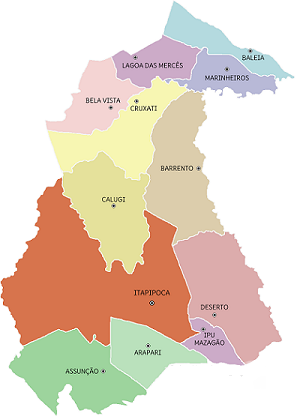 BALEIA
LAGOA DAS MERCÊS
MARINHEIROS
BELA VISTA
CRUXATI
BARRENTO
CALUGI
ITAPIPOCA
DESERTO
IPU
MAZAGÃO
ARAPARI
ASSUNÇÃO